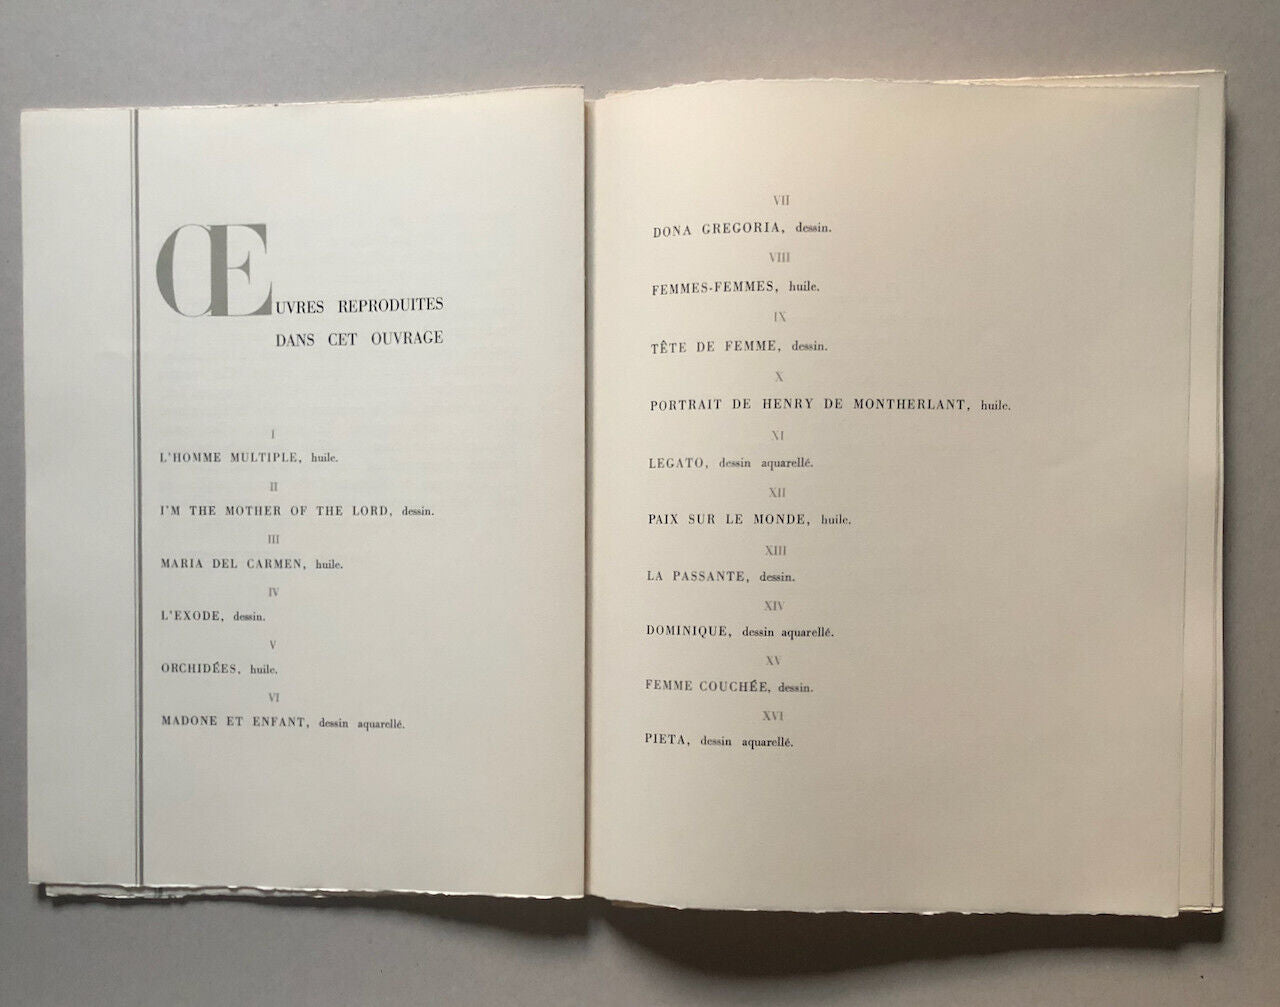 ŒUVRES REPRODUITES
DANS CET OUVRAGE
I
L'HOMME MULTIPLE, huile.
II
I'M THE MOTHER OF THE LORD, dessin.
III
MARIA DEL CARMEN, huile.
IV
L'EXODE, dessin.
V
ORCHIDÉES, huile.
VI
MADONE ET ENFANT, dessin aquarellé.
VII
DONA GREGORIA, dessin.
VIII
FEMMES-FEMMES, huile.
IX
TÊTE DE FEMME, dessin.
X
PORTRAIT DE HENRY DE MONTHERLANT, huile.
XI
LEGATO, dessin aquarellé.
XII
PAIX SUR LE MONDE, huile.
XIII
LA PASSANTE, dessin.
XIV
DOMINIQUE, dessin aquarellé.
XV
FEMME COUCHÉE, dessin.
XVI
PIETA, dessin aquarellé.